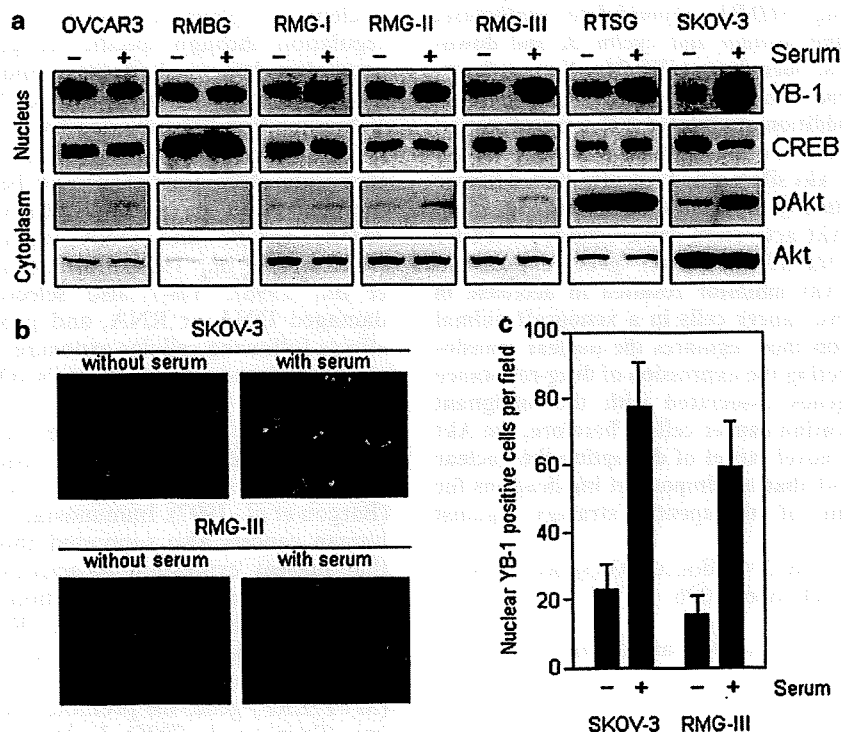 a
OVCAR3 RMBG RMG-I RMG-II RMG-III RTSG SKOV-3
− + − + − + − + − + − + − + Serum
Nucleus
YB-1
CREB
Cytoplasm
pAkt
Akt
b
SKOV-3
without serum with serum
RMG-III
without serum with serum
c
Nuclear YB-1 positive cells per field
100
80
60
40
20
0
− + − + Serum
SKOV-3 RMG-III